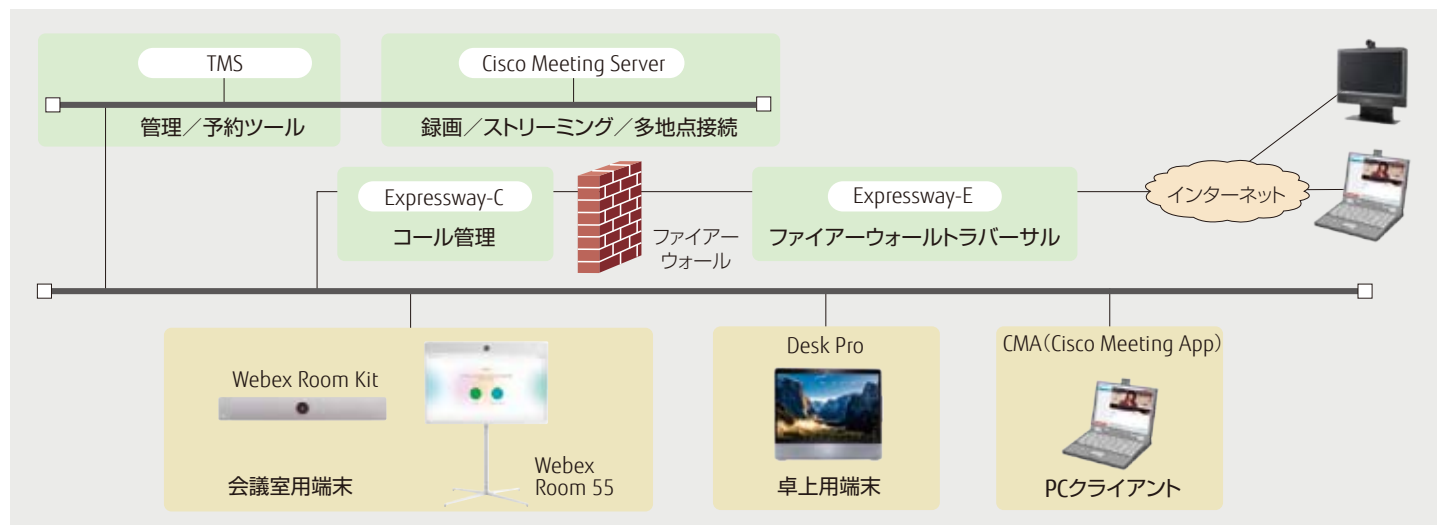 TMS
Cisco Meeting Server
管理／予約ツール
録画／ストリーミング／多地点接続
Expressway-C
コール管理
ファイアー
ウォール
Expressway-E
ファイアーウォールトラバーサル
インターネット
Webex Room Kit
会議室用端末
Webex
Room 55
Desk Pro
卓上用端末
CMA（Cisco Meeting App）
PCクライアント